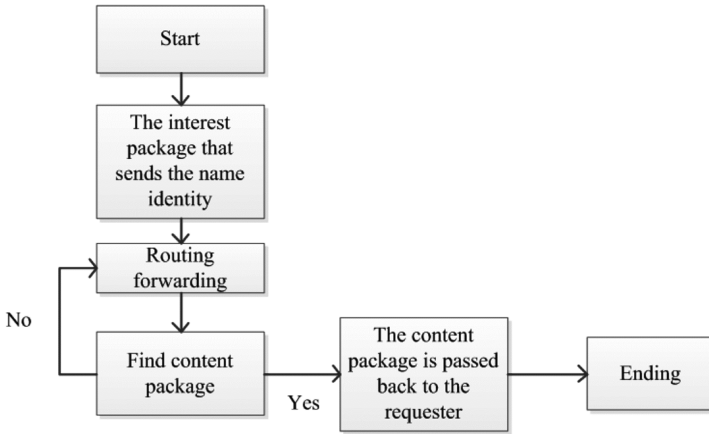 Start
The interest
package that
sends the name
identity
Routing
forwarding
No
Find content
package
Yes
The content
package is passed
back to the
requester
Ending